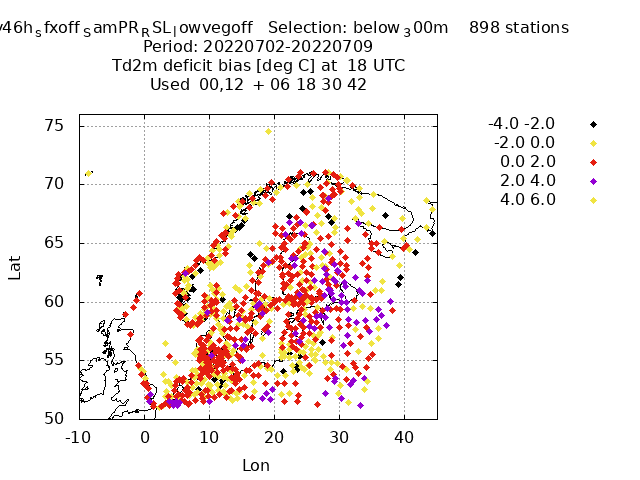 v46h_sfxoff_SamPR_RSL_lowvegoff Selection: below_300m 898 stations
Period: 20220702-20220709
Td2m deficit bias [deg C] at 18 UTC
Used 00,12 + 06 18 30 42
-4.0 -2.0
-2.0 0.0
0.0 2.0
2.0 4.0
4.0 6.0
75
70
65
60
55
50
-10 0 10 20 30 40
Lat
Lon